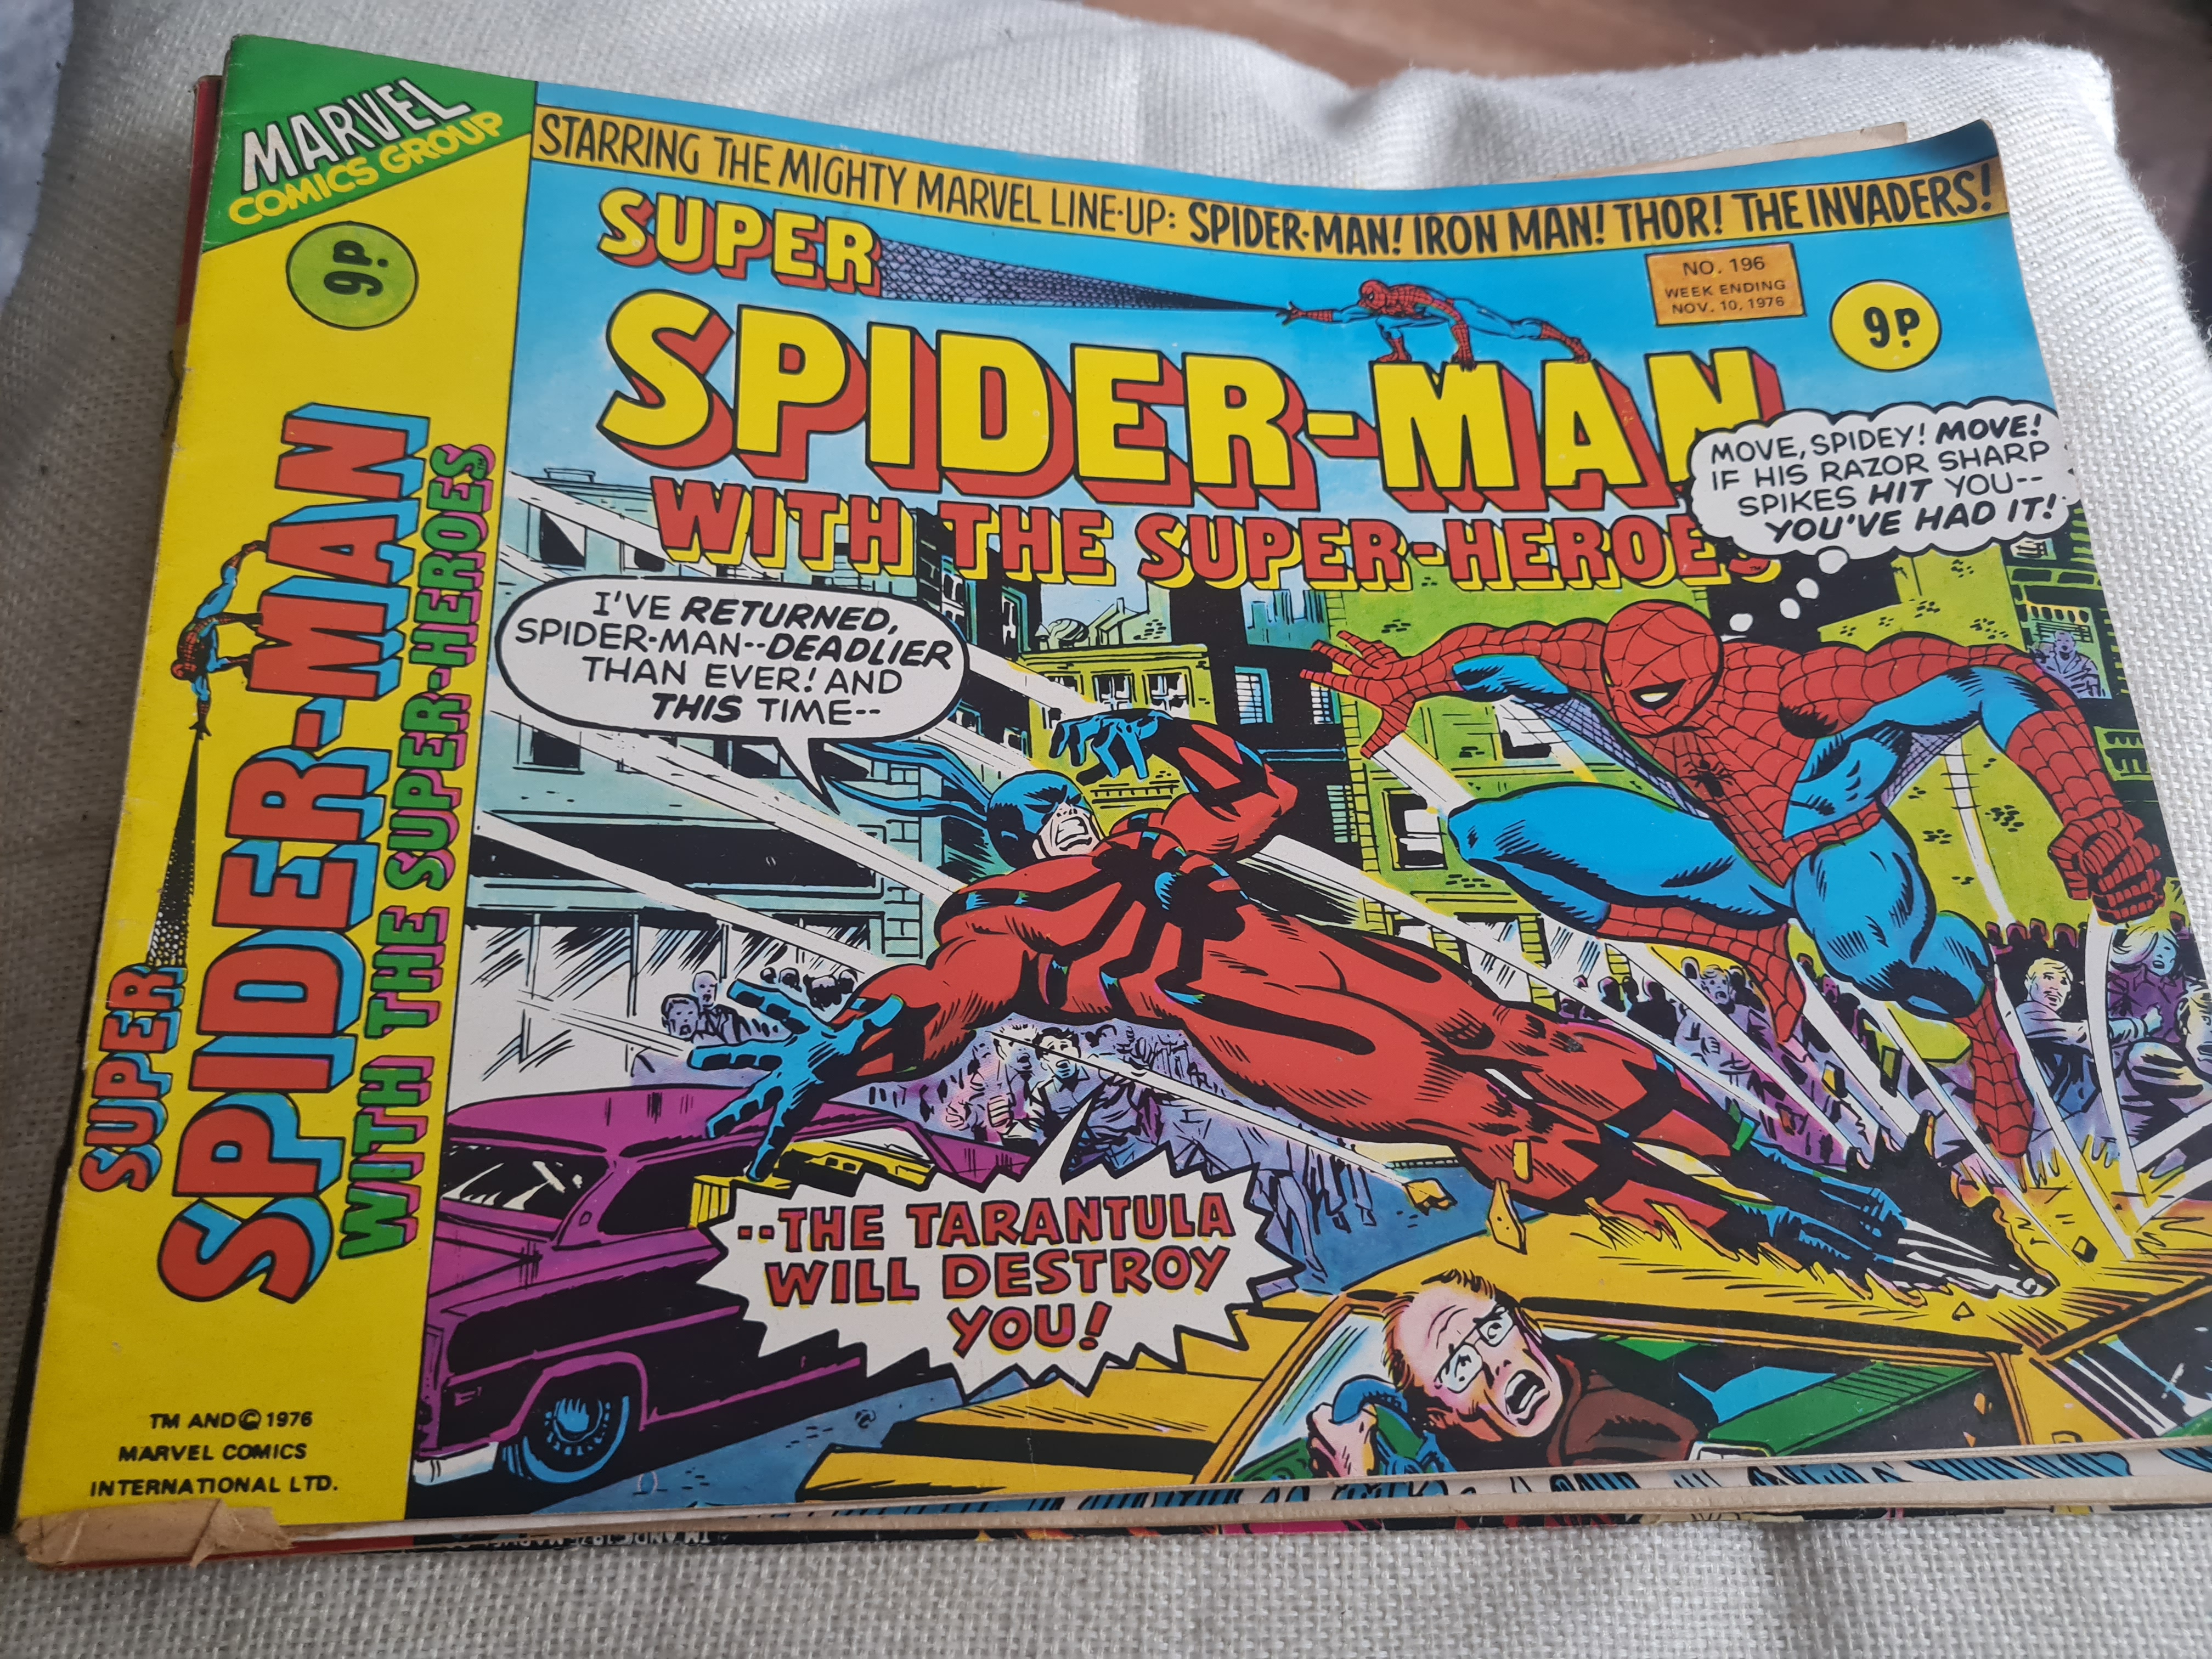 MARVEL
COMICS GROUP
9p
SUPER
SPIDER-MAN
WITH THE SUPER-HEROES
TM AND © 1976
MARVEL COMICS
INTERNATIONAL LTD.
STARRING THE MIGHTY MARVEL LINE-UP: SPIDER-MAN! IRON MAN! THOR! THE INVADERS!
SUPER
SPIDER-MAN
WITH THE SUPER-HEROES
TM
NO. 196
WEEK ENDING
NOV. 10, 1976
9p
MOVE, SPIDEY! MOVE!
IF HIS RAZOR SHARP
SPIKES HIT YOU--
YOU'VE HAD IT!
I'VE RETURNED,
SPIDER-MAN--DEADLIER
THAN EVER! AND
THIS TIME--
--THE TARANTULA
WILL DESTROY
YOU!